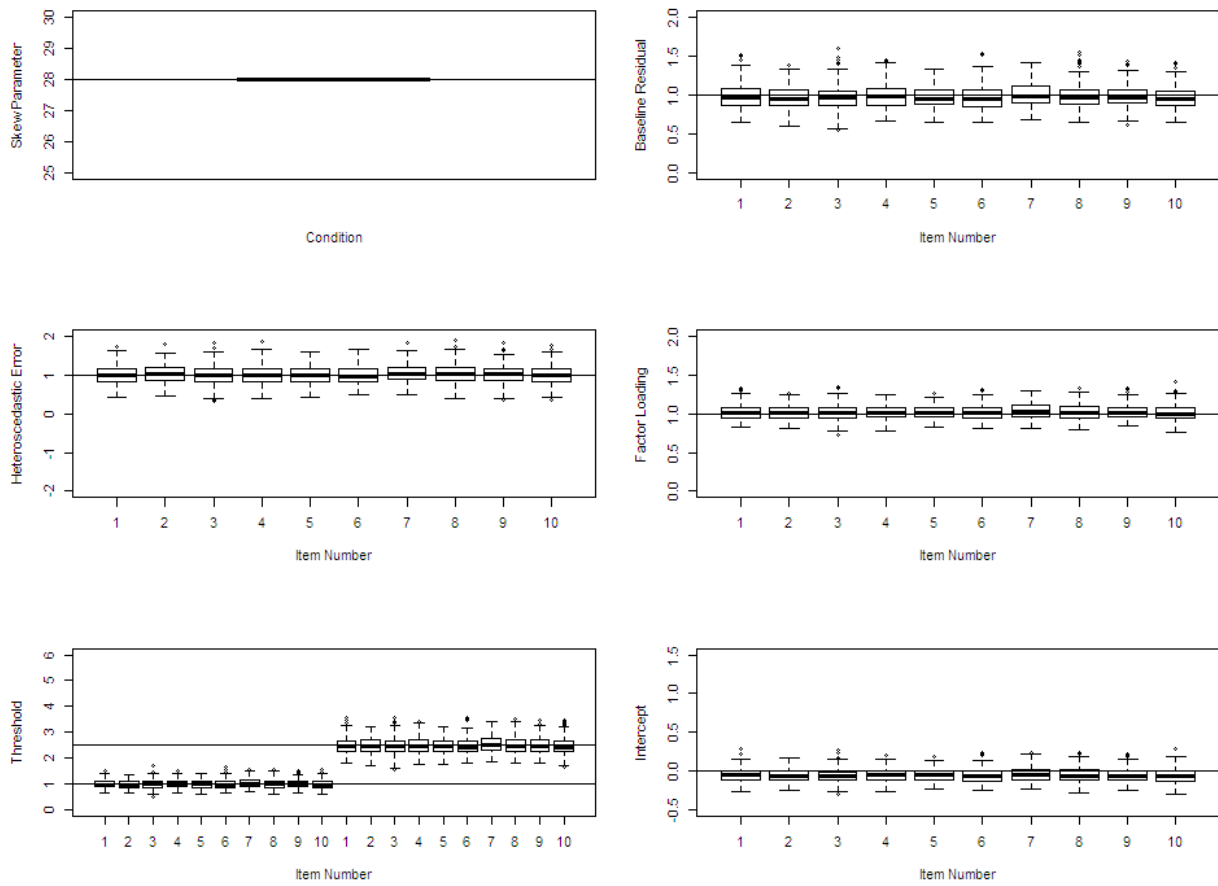 SkewParameter
30
29
28
27
26
25
Condition
Baseline Residual
2.0
1.5
1.0
0.5
0.0
1 2 3 4 5 6 7 8 9 10
Item Number
Heteroscedastic Error
2
1
0
-1
-2
1 2 3 4 5 6 7 8 9 10
Item Number
Factor Loading
2.0
1.5
1.0
0.5
0.0
1 2 3 4 5 6 7 8 9 10
Item Number
Threshold
6
5
4
3
2
1
0
1 2 3 4 5 6 7 8 9 10 1 2 3 4 5 6 7 8 9 10
Item Number
Intercept
1.5
1.0
0.5
-0.0
-0.5
1 2 3 4 5 6 7 8 9 10
Item Number